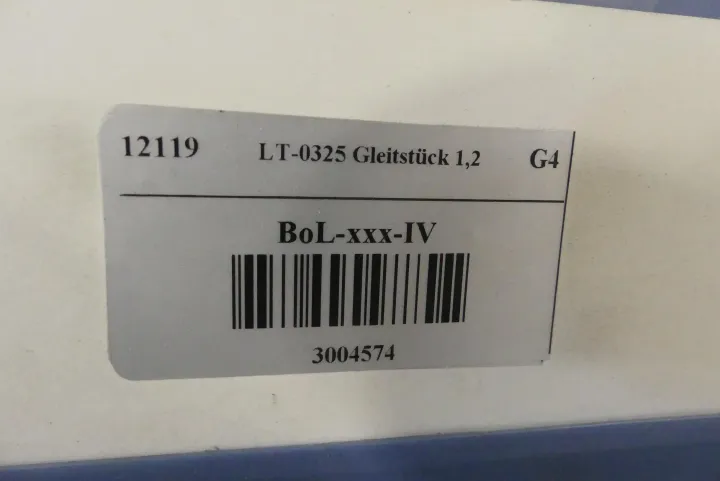 12119 LT-0325 Gleitstück 1,2 G4
BoL-xxx-IV
3004574